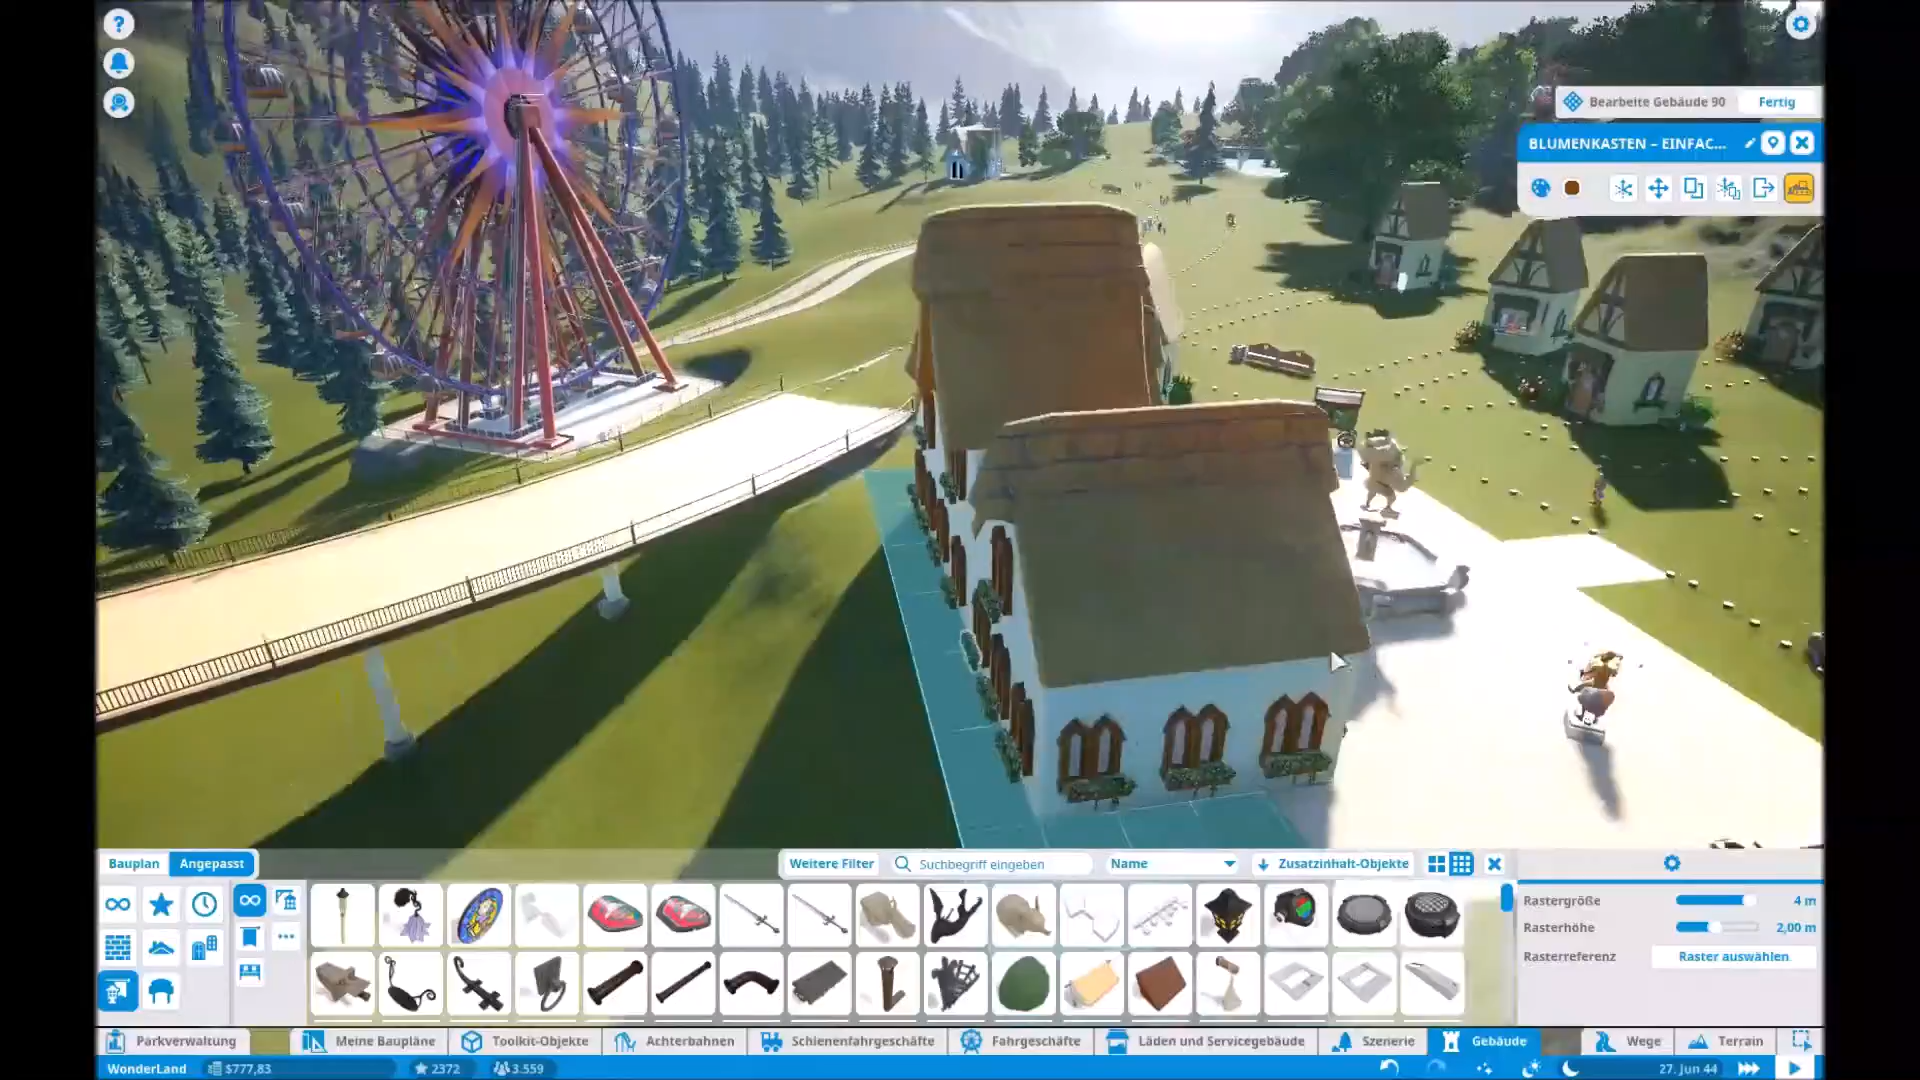 ?
Bearbeite Gebäude 90 Fertig
BLUMENKASTEN – EINFAC...
Bauplan Angepasst Weitere Filter Suchbegriff eingeben Name Zusatzinhalt-Objekte
Rastergröße 4 m
Rasterhöhe 2,00 m
Rasterreferenz Raster auswählen
Parkverwaltung Meine Baupläne Toolkit-Objekte Achterbahnen Schienenfahrgeschäfte Fahrgeschäfte Läden und Servicegebäude Szenerie Gebäude Wege Terrain
WonderLand $777,83 2372 3.559 27. Jun 44